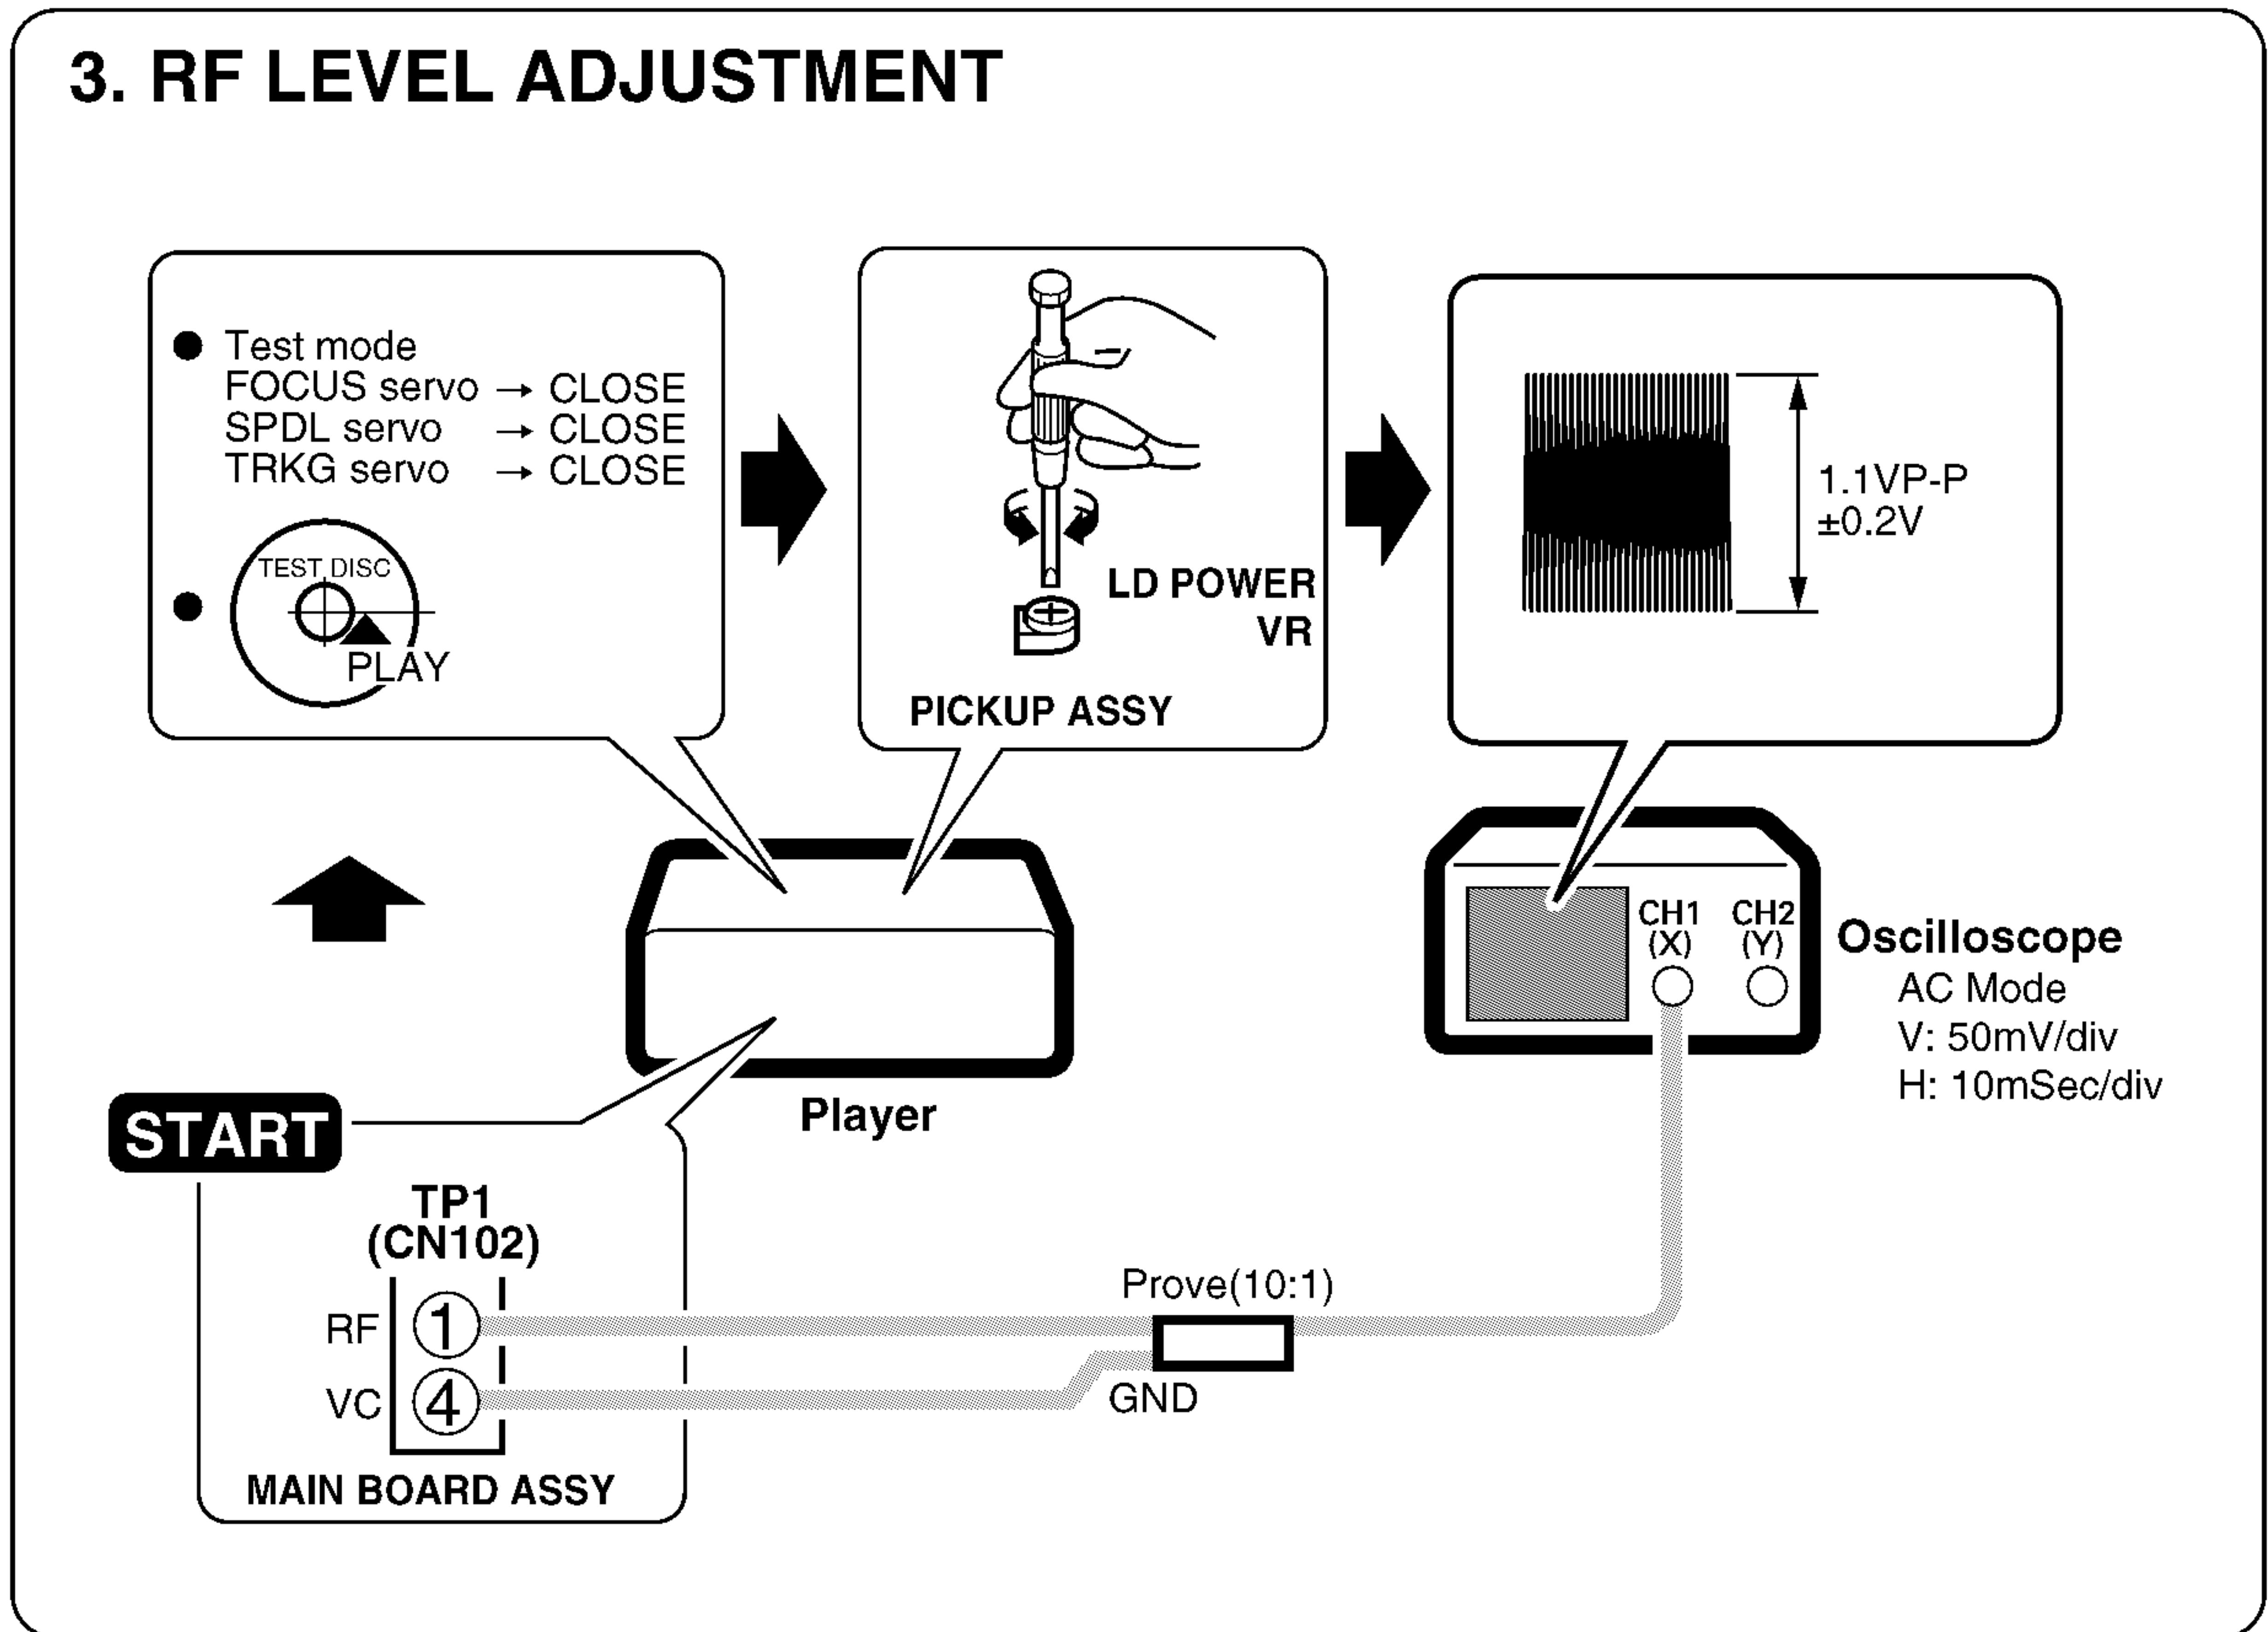 3. RF LEVEL ADJUSTMENT
● Test mode
FOCUS servo → CLOSE
SPDL servo → CLOSE
TRKG servo → CLOSE
●
TEST DISC
PLAY
LD POWER
VR
PICKUP ASSY
1.1VP-P
±0.2V
Player
CH1
(X)
CH2
(Y)
Oscilloscope
AC Mode
V: 50mV/div
H: 10mSec/div
START
TP1
(CN102)
RF
1
VC
4
MAIN BOARD ASSY
Prove(10:1)
GND